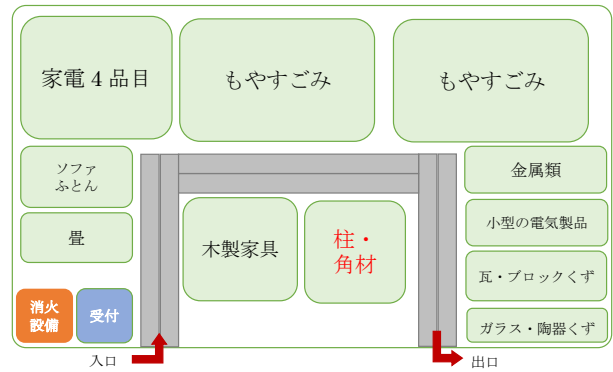 家電４品目
もやすごみ
もやすごみ
ソファ
ふとん
畳
木製家具
柱・
角材
金属類
小型の電気製品
瓦・ブロックくず
ガラス・陶器くず
消火
設備
受付
入口
出口